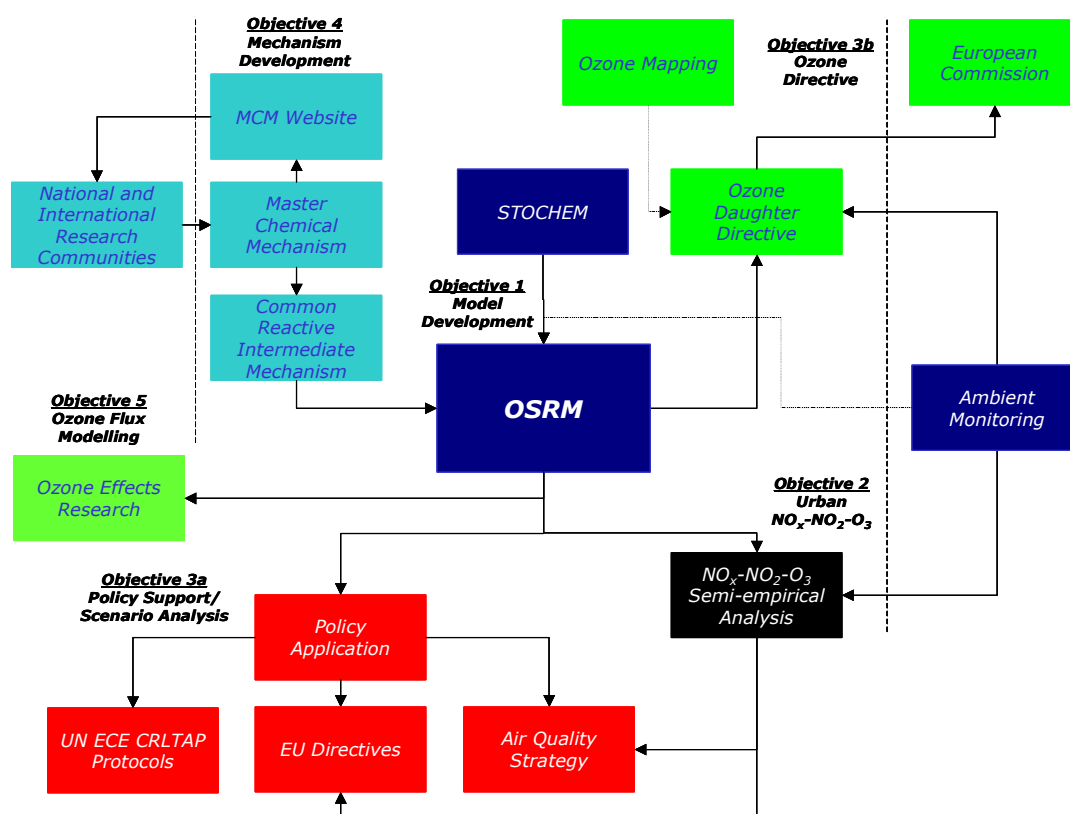 Objective 4
Mechanism
Development
Objective 3b
Ozone
Directive
Ozone Mapping
European
Commission
MCM Website
National and
International
Research
Communities
Master
Chemical
Mechanism
STOCHEM
Ozone
Daughter
Directive
Objective 1
Model
Development
Common
Reactive
Intermediate
Mechanism
OSRM
Ambient
Monitoring
Objective 5
Ozone Flux
Modelling
Ozone Effects
Research
Objective 2
Urban
NOx-NO2-O3
NOx-NO2-O3
Semi-empirical
Analysis
Objective 3a
Policy Support/
Scenario Analysis
Policy
Application
UN ECE CRLTAP
Protocols
EU Directives
Air Quality
Strategy